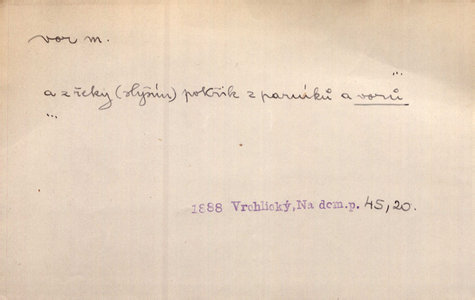 vor m.
...
a z řeky (slyším) pokřik z parníků a vorů
...
1888 Vrchlický, Na dom.p. 45,20.